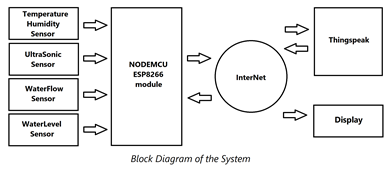 Temperature
Humidity
Sensor
UltraSonic
Sensor
WaterFlow
Sensor
WaterLevel
Sensor
NODEMCU
ESP8266
module
InterNet
Thingspeak
Display
Block Diagram of the System